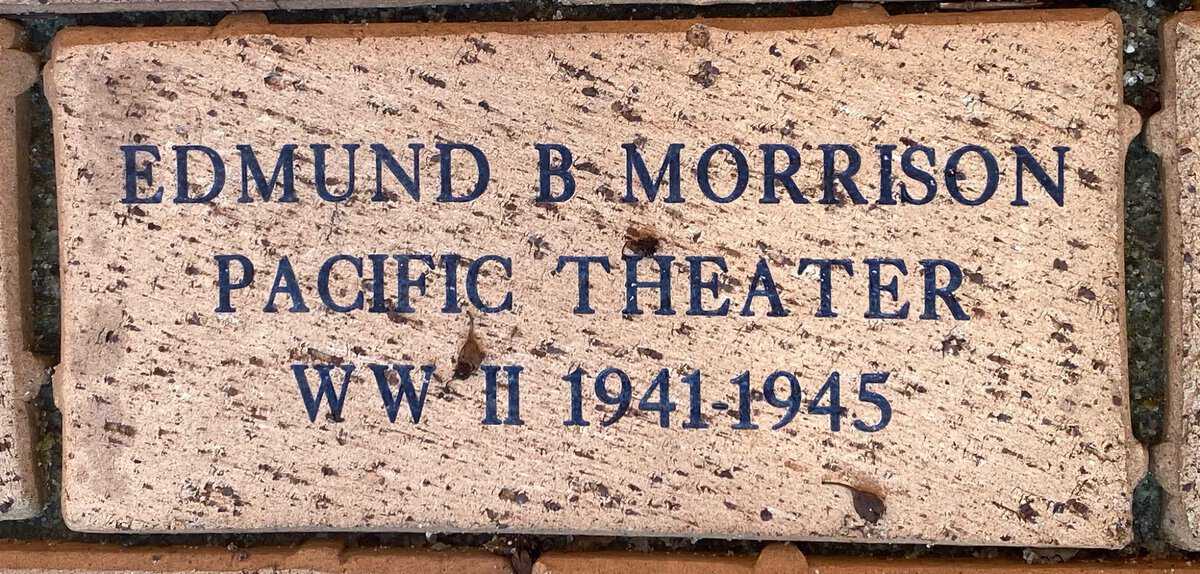 EDMUND B MORRISON
PACIFIC THEATER
WW II 1941-1945